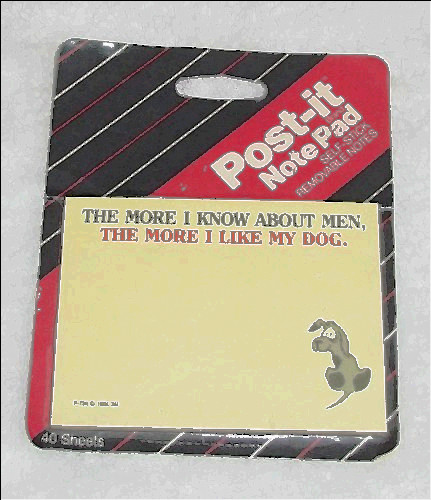 Post-it
Note Pad
SELF-STICK
REMOVABLE NOTES
THE MORE I KNOW ABOUT MEN,
THE MORE I LIKE MY DOG.
40 Sheets